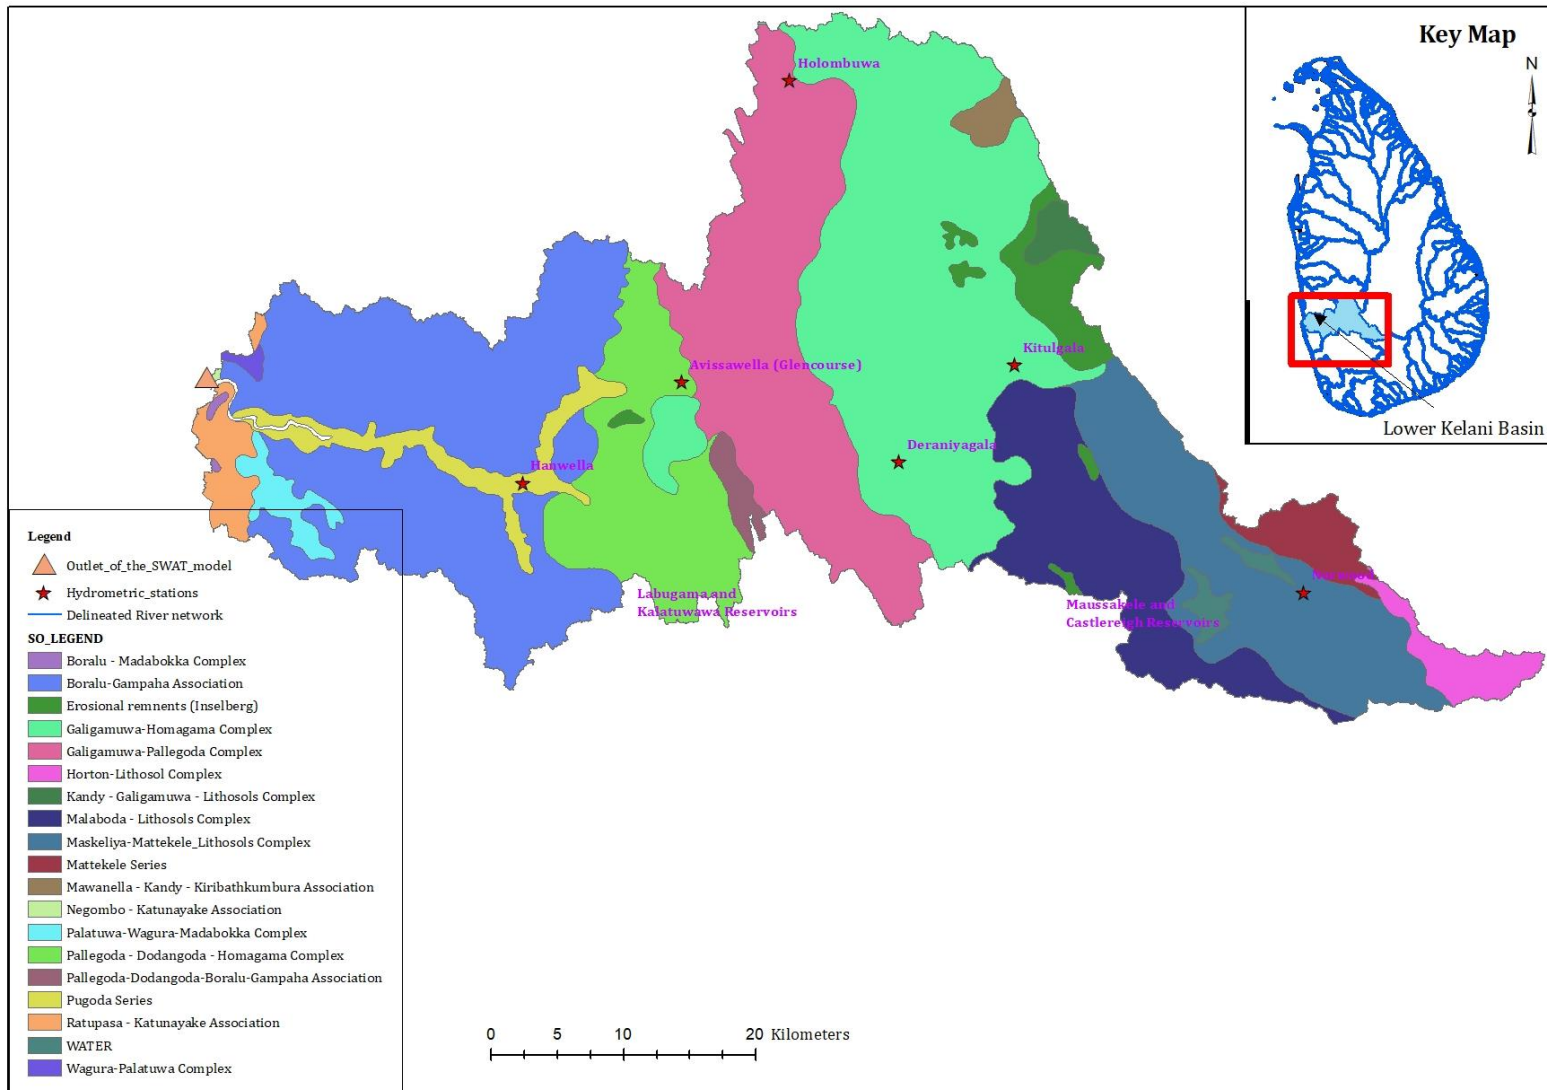 Key Map
N
Lower Kelani Basin
Holombuwa
Kitulgala
Avissawella (Glencourse)
Deraniyagala
Hanwella
Labugama and
Kalatuwawa Reservoirs
Maussakele and
Castlereigh Reservoirs
Legend
Outlet_of_the_SWAT_model
Hydrometric_stations
Delineated River network
SO_LEGEND
Boralu - Madabokka Complex
Boralu-Gampaha Association
Erosional remnents (Inselberg)
Galigamuwa-Homagama Complex
Galigamuwa-Pallegoda Complex
Horton-Lithosol Complex
Kandy - Galigamuwa - Lithosols Complex
Malaboda - Lithosols Complex
Maskeliya-Mattekele_Lithosols Complex
Mattekele Series
Mawanella - Kandy - Kiribathkumbura Association
Negombo - Katunayake Association
Palatuwa-Wagura-Madabokka Complex
Pallegoda - Dodangoda - Homagama Complex
Pallegoda-Dodangoda-Boralu-Gampaha Association
Pugoda Series
Ratupasa - Katunayake Association
WATER
Wagura-Palatuwa Complex
0 5 10 20 Kilometers